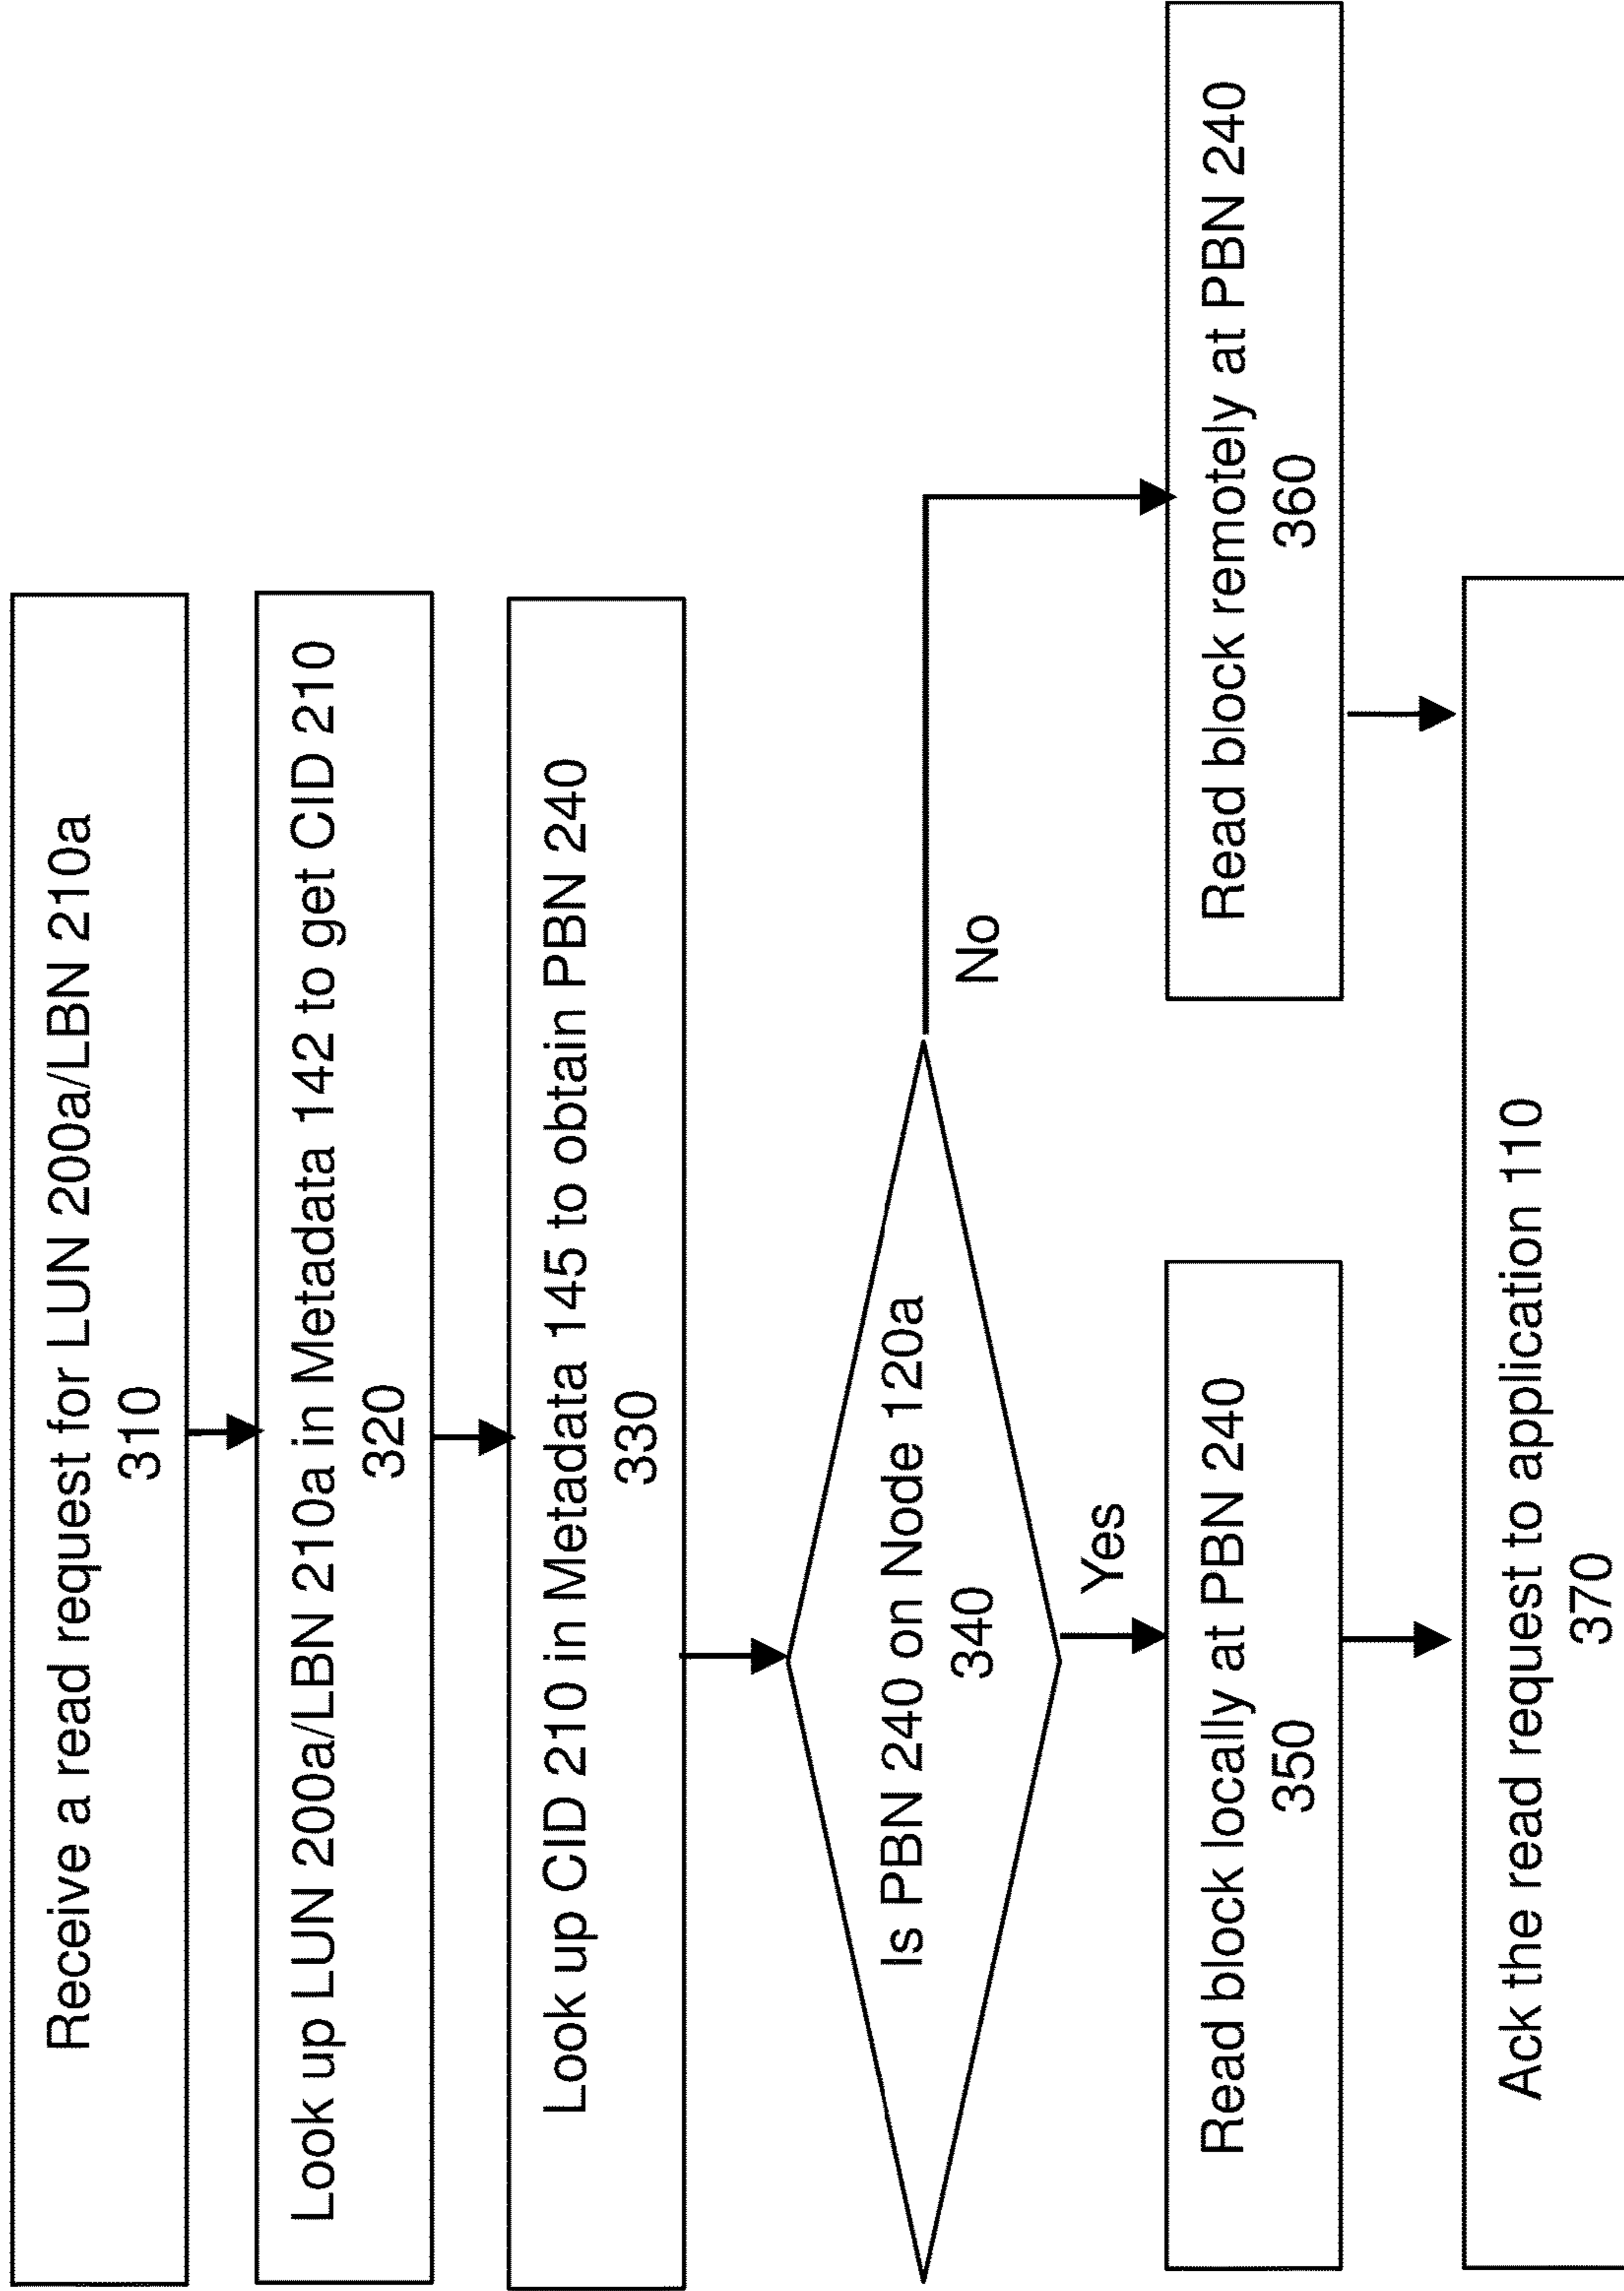 Receive a read request for LUN 200a/LBN 210a
310
Look up LUN 200a/LBN 210a in Metadata 142 to get CID 210
320
Look up CID 210 in Metadata 145 to obtain PBN 240
330
Is PBN 240 on Node 120a
340
Yes
No
Read block locally at PBN 240
350
Read block remotely at PBN 240
360
Ack the read request to application 110
370